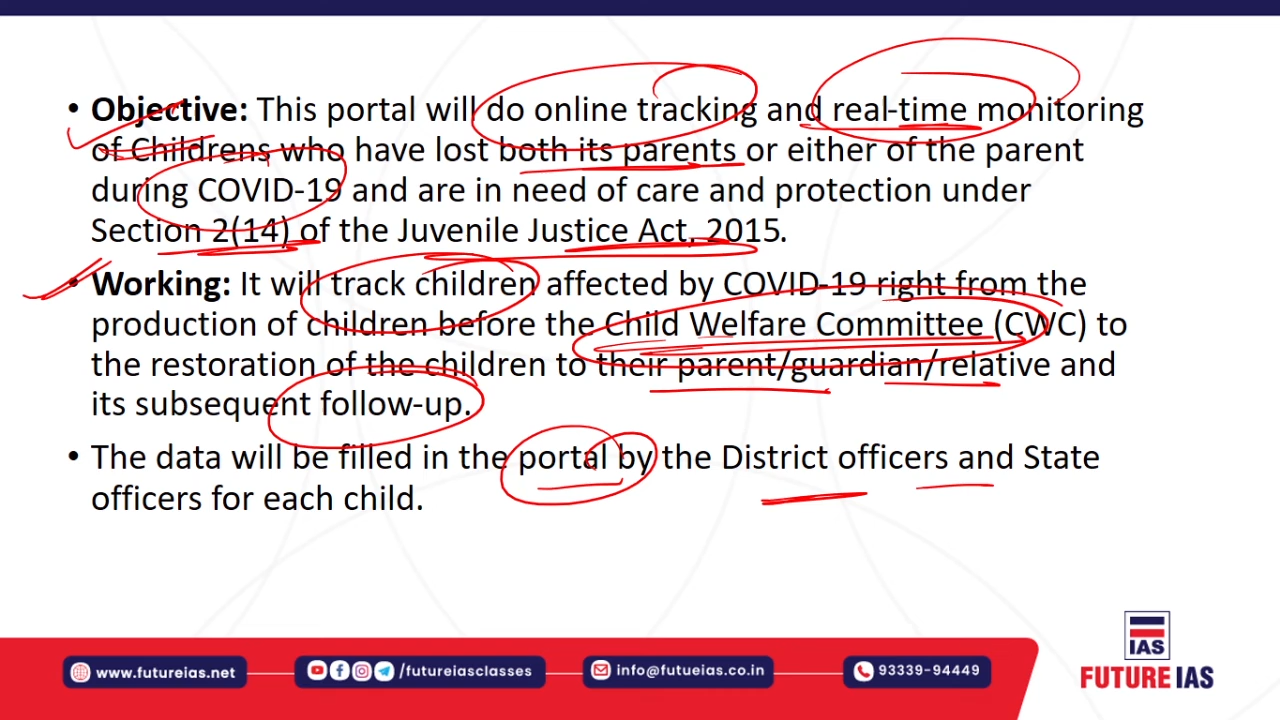 • Objective: This portal will do online tracking and real-time monitoring
of Childrens who have lost both its parents or either of the parent
during COVID-19 and are in need of care and protection under
Section 2(14) of the Juvenile Justice Act, 2015.
• Working: It will track children affected by COVID-19 right from the
production of children before the Child Welfare Committee (CWC) to
the restoration of the children to their parent/guardian/relative and
its subsequent follow-up.
• The data will be filled in the portal by the District officers and State
officers for each child.
IAS
www.futureias.net
/futureiasclasses
info@futueias.co.in
93339-94449
FUTURE IAS